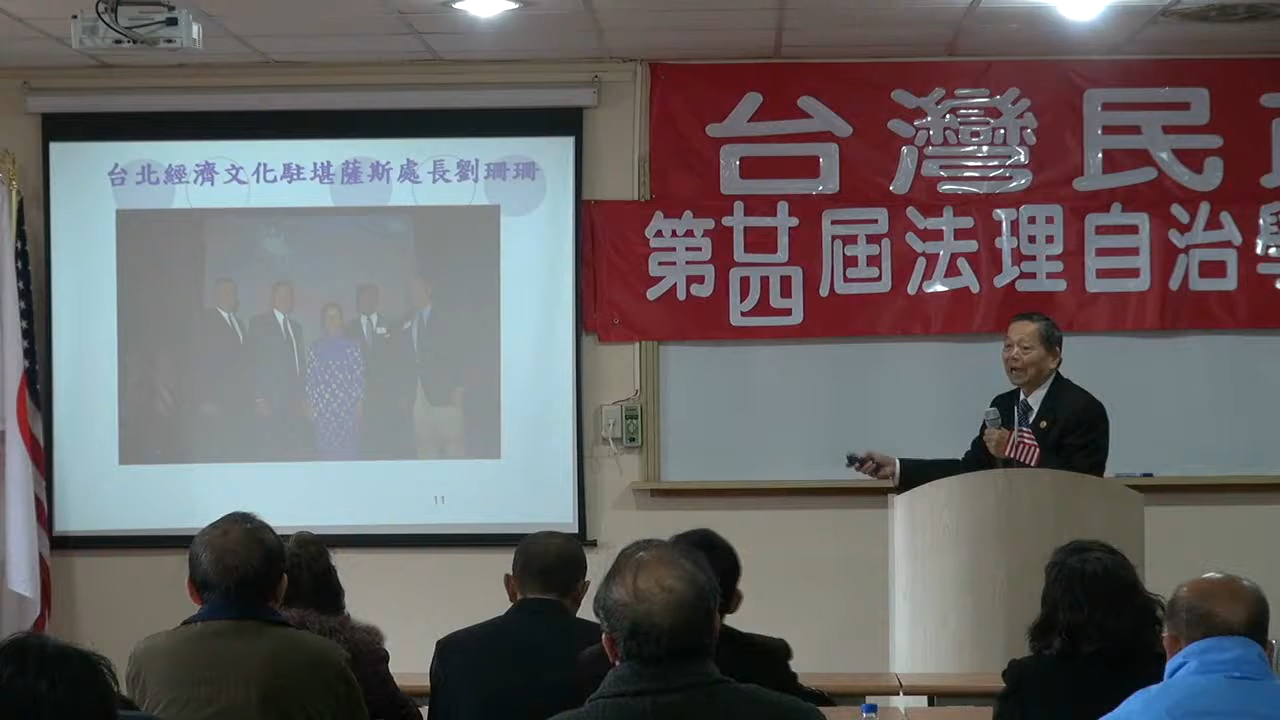 台北經濟文化駐堪薩斯處長劉珊珊
11
台灣民
第廿四屆法理自治學